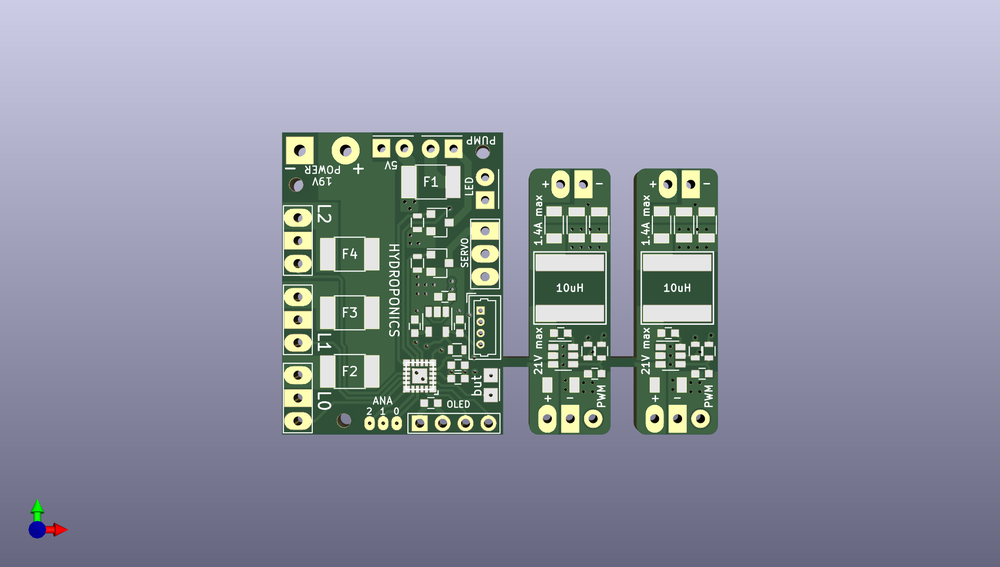 PUMP
5V
- POWER +
19V
F1
LED
L2
F4
SERVO
HYDROPONICS
F3
L1
F2
L0
but
ANA
2 1 0
OLED
+ -
1.4A max
10uH
21V max
+ -
PWM
+ -
1.4A max
10uH
21V max
+ -
PWM